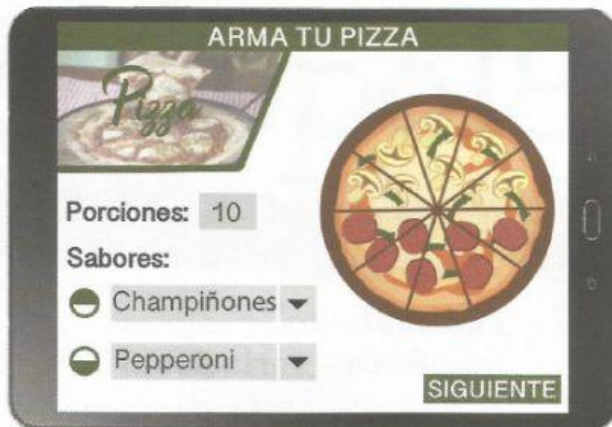 ARMA TU PIZZA
Pizza
Porciones: 10
Sabores:
Champiñones
Pepperoni
SIGUIENTE